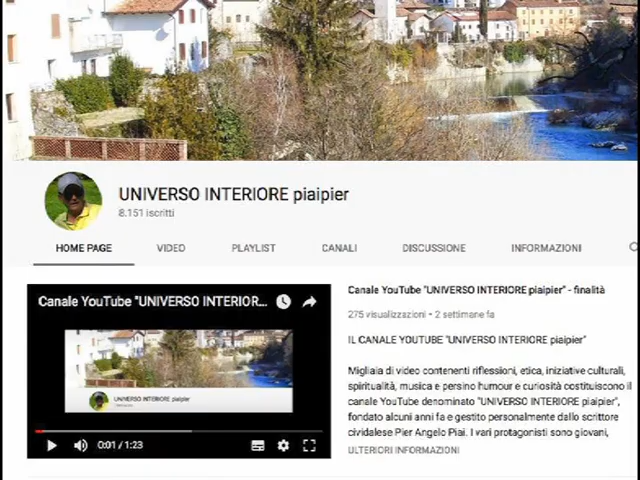 UNIVERSO INTERIORE piaipier
8.151 iscritti
HOME PAGE VIDEO PLAYLIST CANALI DISCUSSIONE INFORMAZIONI
Canale YouTube "UNIVERSO INTERIOR...
UNIVERSO INTERIORE piaipier
0:01 / 1:23
Canale YouTube "UNIVERSO INTERIORE piaipier" - finalità
275 visualizzazioni • 2 settimane fa
IL CANALE YOUTUBE "UNIVERSO INTERIORE piaipier"
Migliaia di video contenenti riflessioni, etica, iniziative culturali,
spiritualità, musica e persino humour e curiosità costituiscono il
canale YouTube denominato "UNIVERSO INTERIORE piaipier",
fondato alcuni anni fa e gestito personalmente dallo scrittore
cividalese Pier Angelo Piai. I vari protagonisti sono giovani,
ULTERIORI INFORMAZIONI